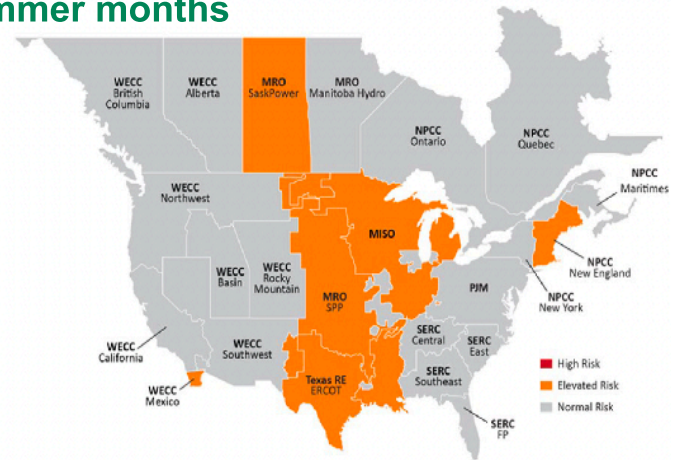 mmer months
WECC
British
Columbia
WECC
Alberta
MRO
SaskPower
MRO
Manitoba Hydro
NPCC
Ontario
NPCC
Quebec
NPCC
Maritimes
WECC
Northwest
MISO
WECC
Basin
WECC
Rocky
Mountain
MRO
SPP
PJM
NPCC
New England
NPCC
New York
WECC
California
WECC
Southwest
SERC
Central
SERC
East
WECC
Mexico
Texas RE
ERCOT
SERC
Southeast
SERC
FP
High Risk
Elevated Risk
Normal Risk